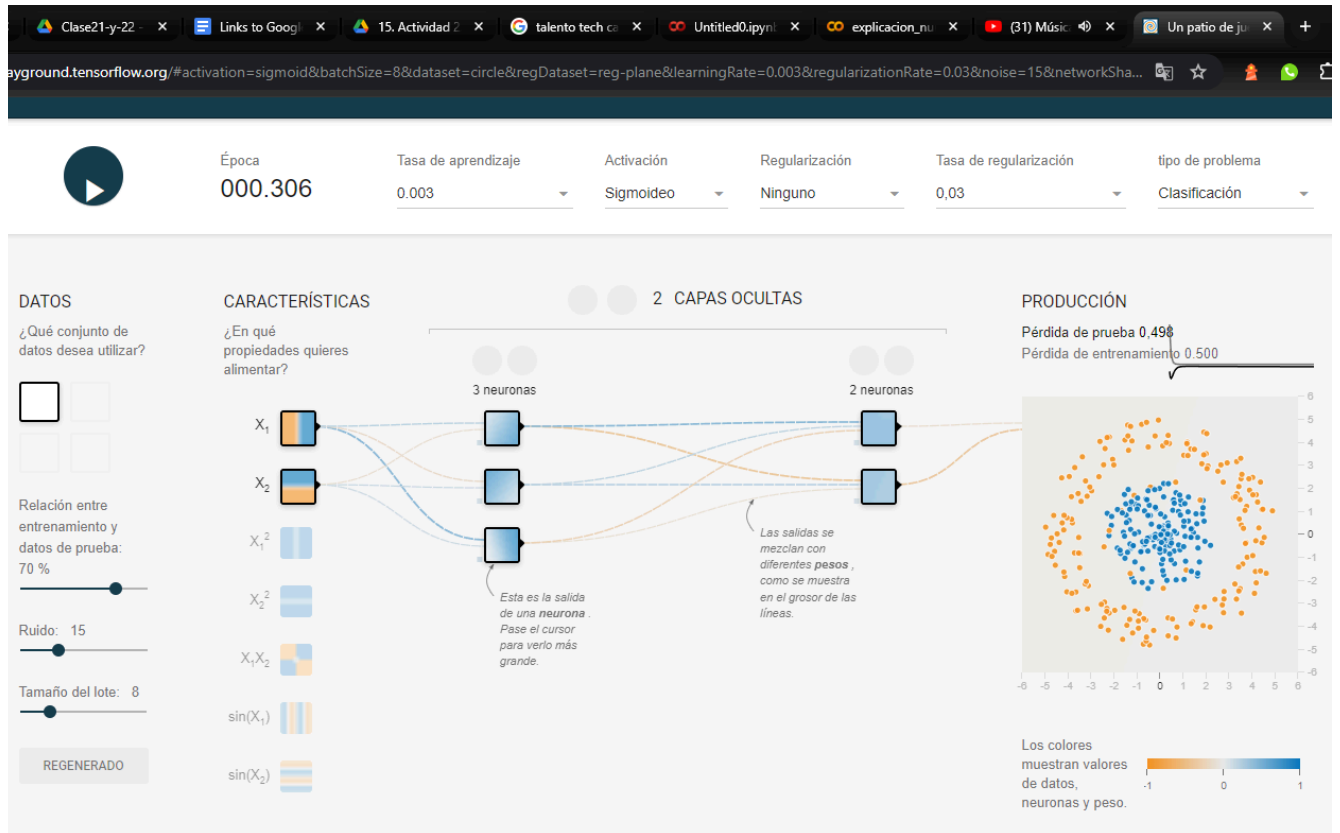 Clase21-y-22 -
Links to Googl
15. Actividad 2
talento tech ca
Untitled0.ipynb
explicacion_nu
(31) Músic
Un patio de ju
ayground.tensorflow.org/#activation=sigmoid&batchSize=8&dataset=circle&regDataset=reg-plane&learningRate=0.003&regularizationRate=0.03&noise=15&networkSha...
Época
000.306
Tasa de aprendizaje
0.003
Activación
Sigmoideo
Regularización
Ninguno
Tasa de regularización
0,03
tipo de problema
Clasificación
DATOS
¿Qué conjunto de
datos desea utilizar?
Relación entre
entrenamiento y
datos de prueba:
70 %
Ruido: 15
Tamaño del lote: 8
REGENERADO
CARACTERÍSTICAS
¿En qué
propiedades quieres
alimentar?
X1
X2
X1²
X2²
X1X2
sin(X1)
sin(X2)
2 CAPAS OCULTAS
3 neuronas
2 neuronas
Esta es la salida
de una neurona .
Pase el cursor
para verlo más
grande.
Las salidas se
mezclan con
diferentes pesos ,
como se muestra
en el grosor de las
líneas.
PRODUCCIÓN
Pérdida de prueba 0,498
Pérdida de entrenamiento 0.500
6
5
4
3
2
1
0
-1
-2
-3
-4
-5
-6
-6 -5 -4 -3 -2 -1 0 1 2 3 4 5 6
Los colores
muestran valores
de datos,
neuronas y peso.
-1 0 1